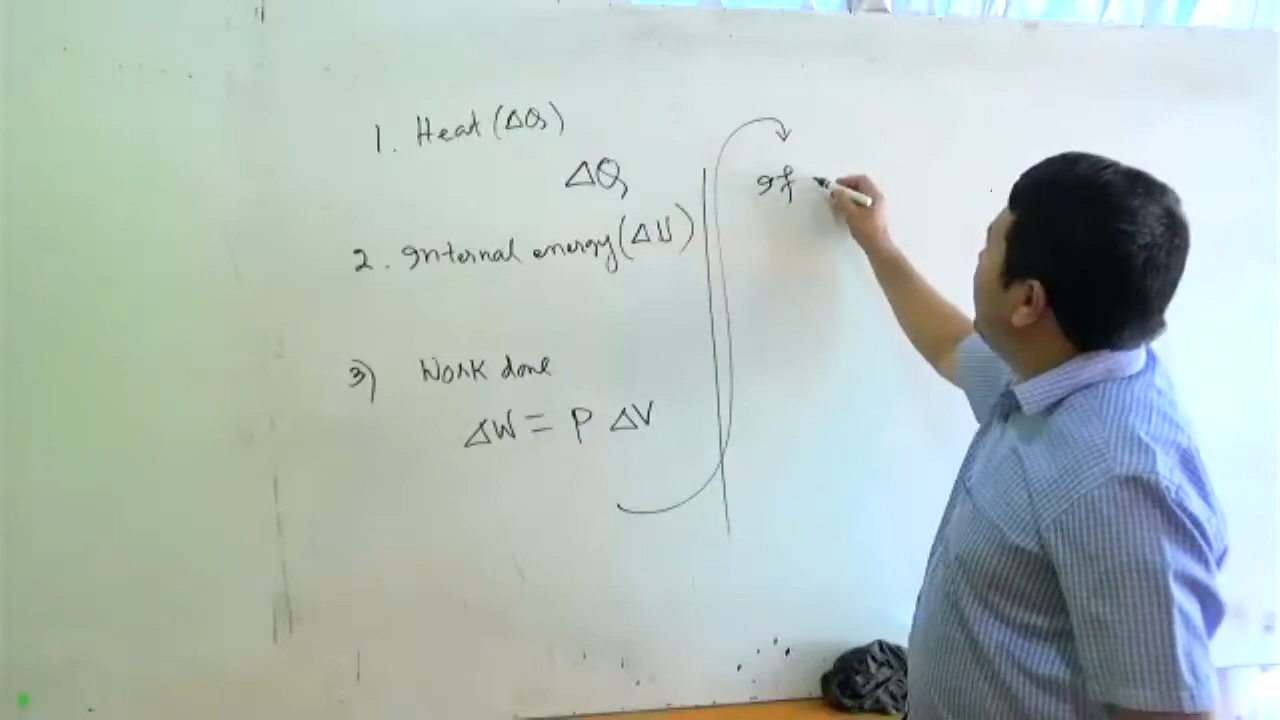 1. Heat (ΔQ)
ΔQ
2. Internal energy (ΔU)
3) Work done
ΔW = P ΔV
If